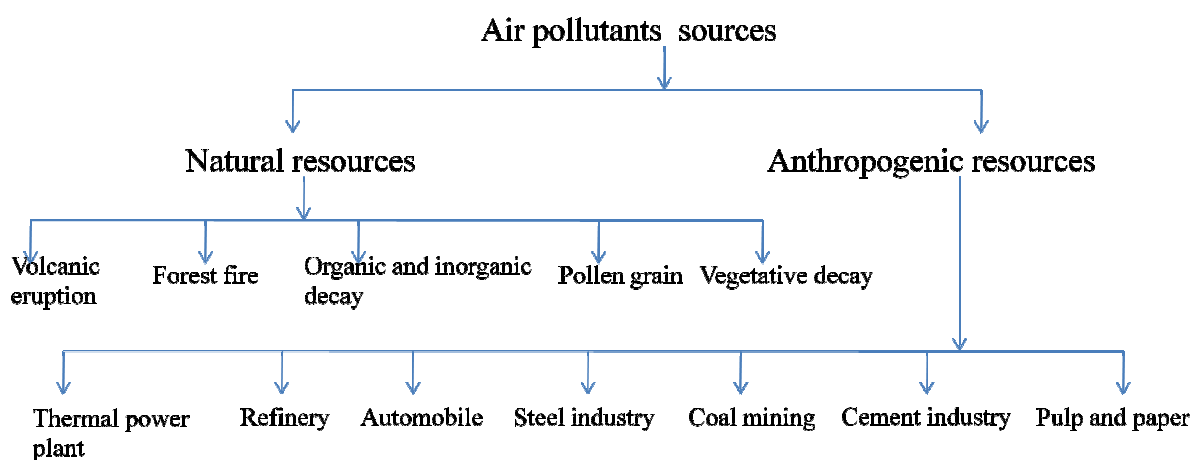 Air pollutants sources
Natural resources
Anthropogenic resources
Volcanic
eruption
Forest fire
Organic and inorganic
decay
Pollen grain
Vegetative decay
Thermal power
plant
Refinery
Automobile
Steel industry
Coal mining
Cement industry
Pulp and paper